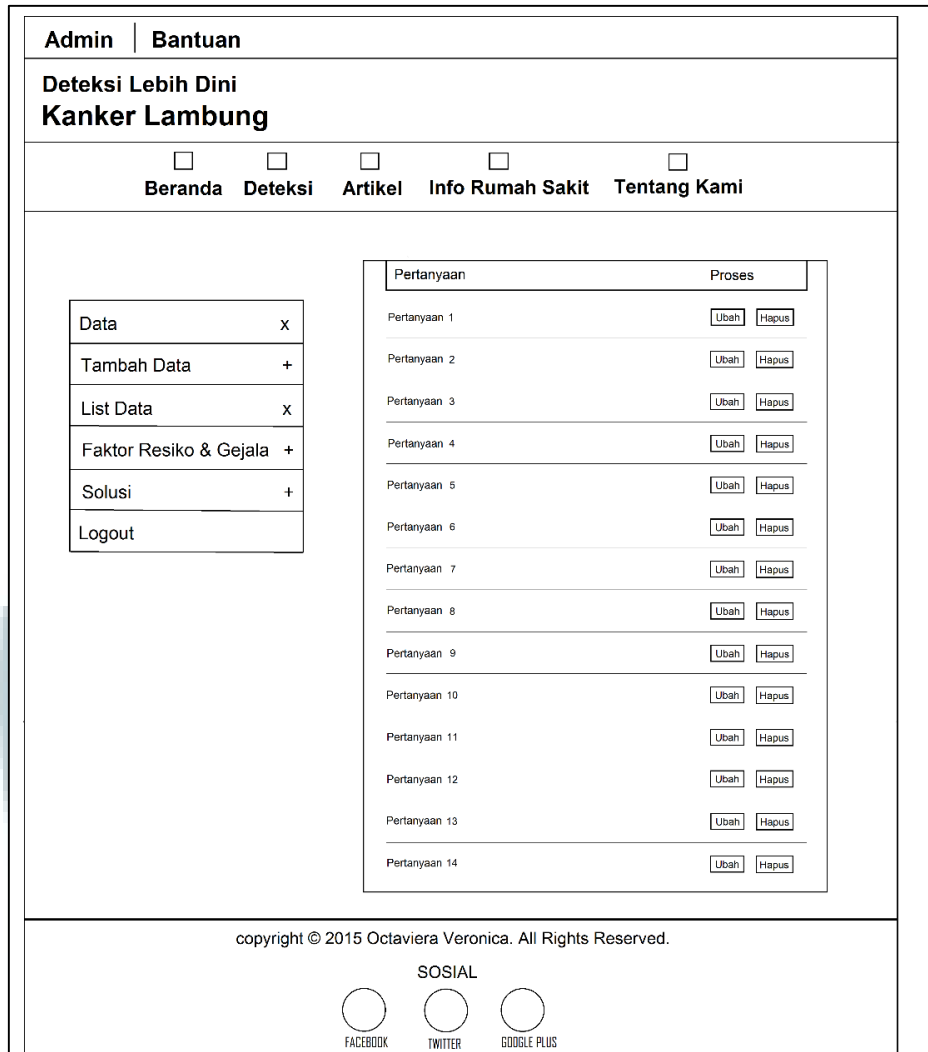 Admin | Bantuan
Deteksi Lebih Dini
Kanker Lambung
Beranda Deteksi Artikel Info Rumah Sakit Tentang Kami
Data x
Tambah Data +
List Data x
Faktor Resiko & Gejala +
Solusi +
Logout
Pertanyaan Proses
Pertanyaan 1 Ubah Hapus
Pertanyaan 2 Ubah Hapus
Pertanyaan 3 Ubah Hapus
Pertanyaan 4 Ubah Hapus
Pertanyaan 5 Ubah Hapus
Pertanyaan 6 Ubah Hapus
Pertanyaan 7 Ubah Hapus
Pertanyaan 8 Ubah Hapus
Pertanyaan 9 Ubah Hapus
Pertanyaan 10 Ubah Hapus
Pertanyaan 11 Ubah Hapus
Pertanyaan 12 Ubah Hapus
Pertanyaan 13 Ubah Hapus
Pertanyaan 14 Ubah Hapus
copyright © 2015 Octaviera Veronica. All Rights Reserved.
SOSIAL
FACEBOOK TWITTER GOOGLE PLUS